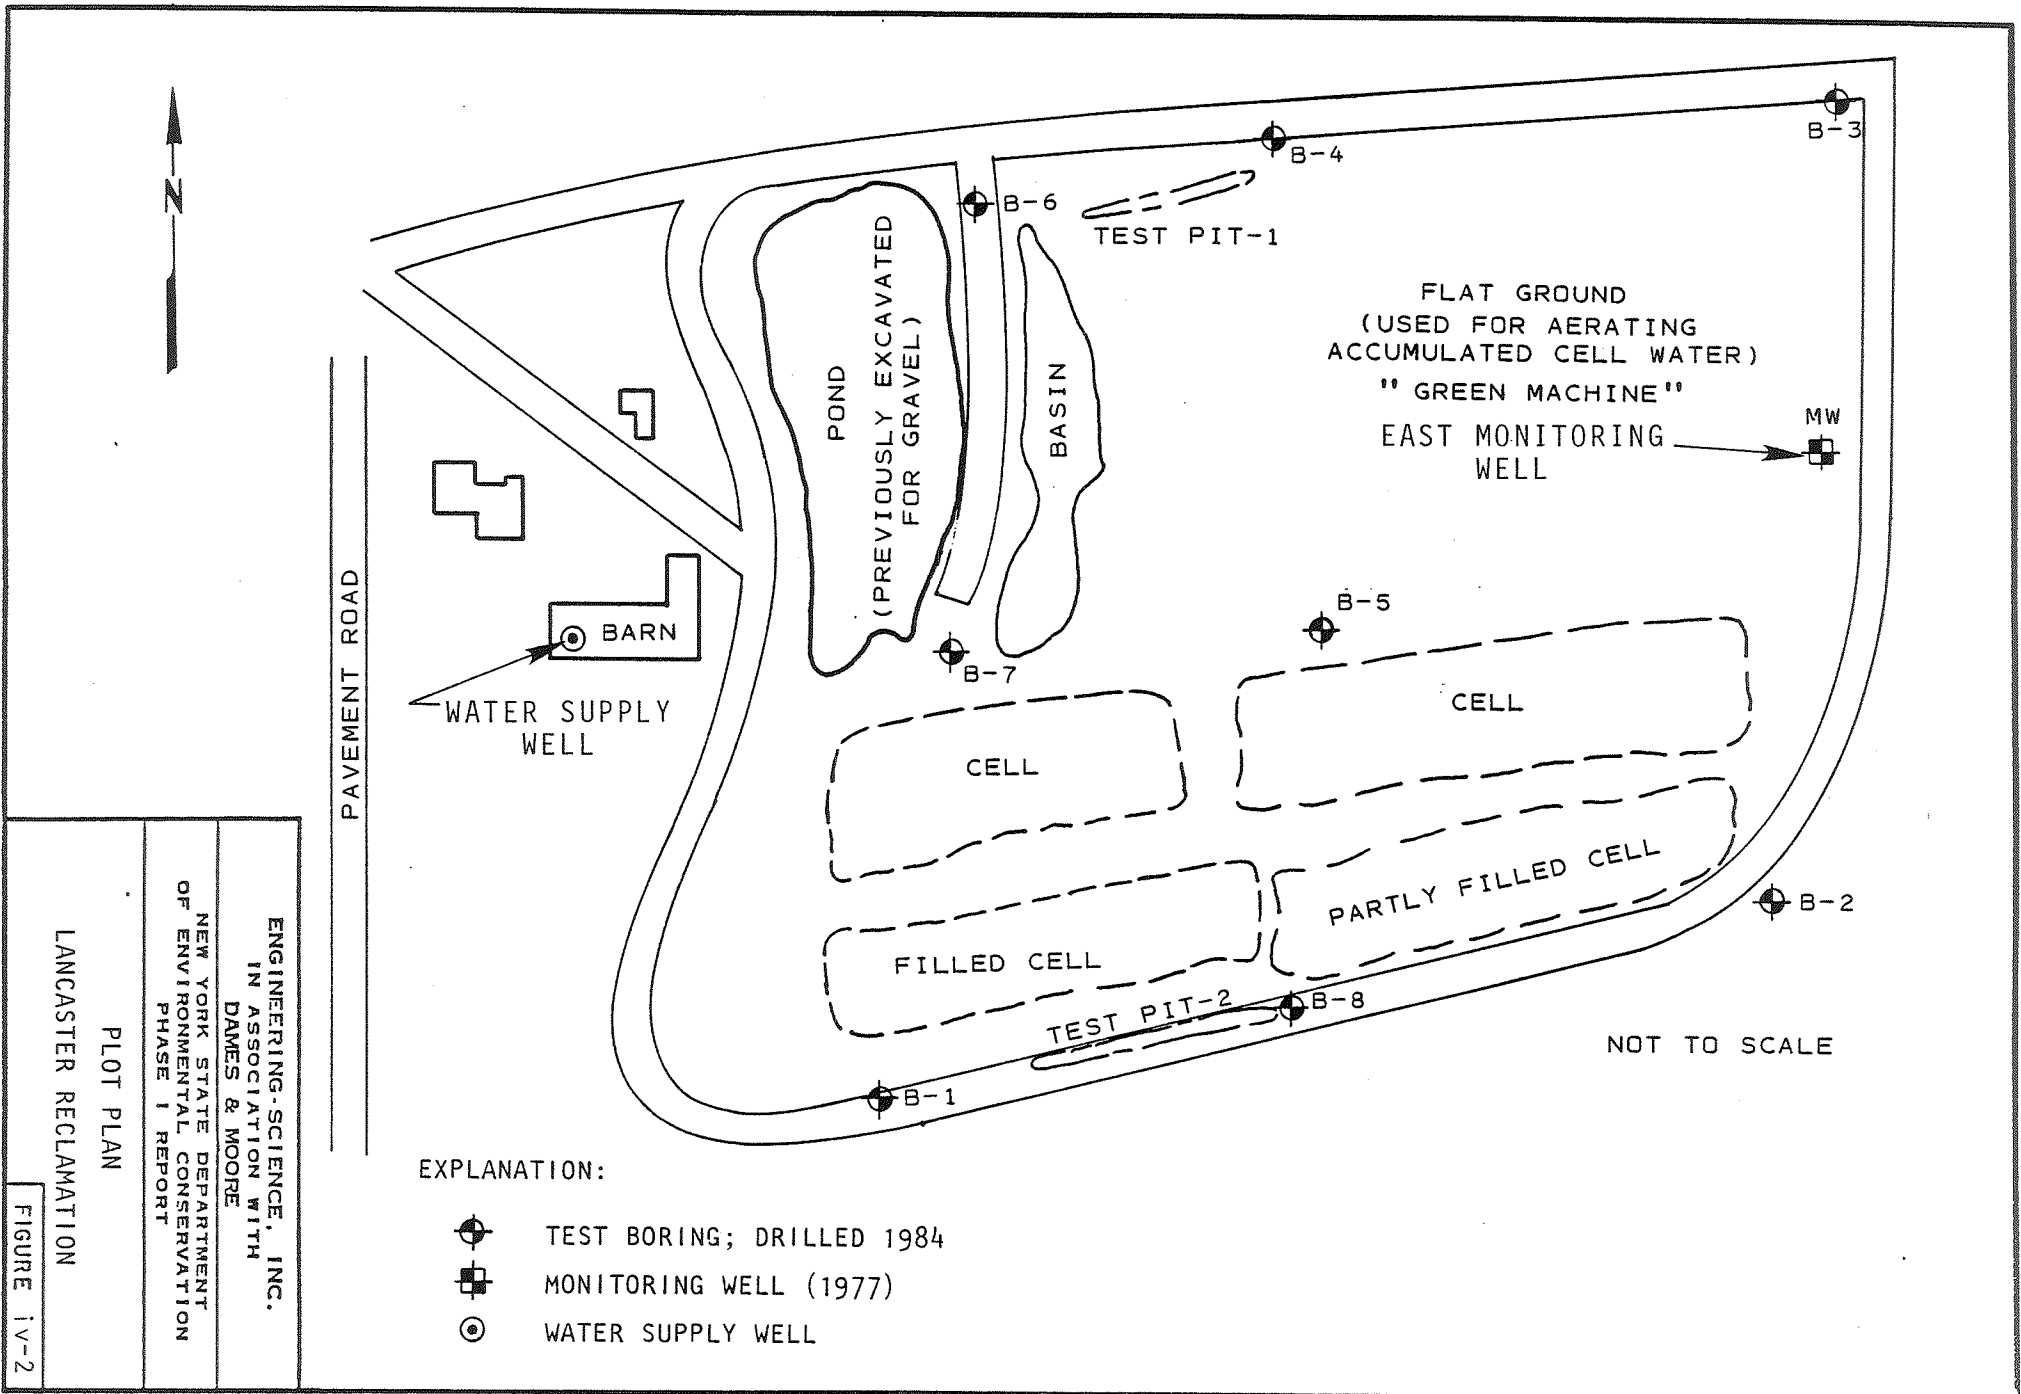 N
B-3
B-4
B-6
TEST PIT-1
POND
(PREVIOUSLY EXCAVATED
FOR GRAVEL)
BASIN
FLAT GROUND
(USED FOR AERATING
ACCUMULATED CELL WATER)
"GREEN MACHINE"
MW
EAST MONITORING
WELL
PAVEMENT ROAD
BARN
WATER SUPPLY
WELL
B-5
B-7
CELL
CELL
PARTLY FILLED CELL
B-2
FILLED CELL
TEST PIT-2
B-8
B-1
NOT TO SCALE
EXPLANATION:
TEST BORING; DRILLED 1984
MONITORING WELL (1977)
WATER SUPPLY WELL
ENGINEERING-SCIENCE, INC.
IN ASSOCIATION WITH
DAMES & MOORE
NEW YORK STATE DEPARTMENT
OF ENVIRONMENTAL CONSERVATION
PHASE I REPORT
PLOT PLAN
LANCASTER RECLAMATION
FIGURE iv-2